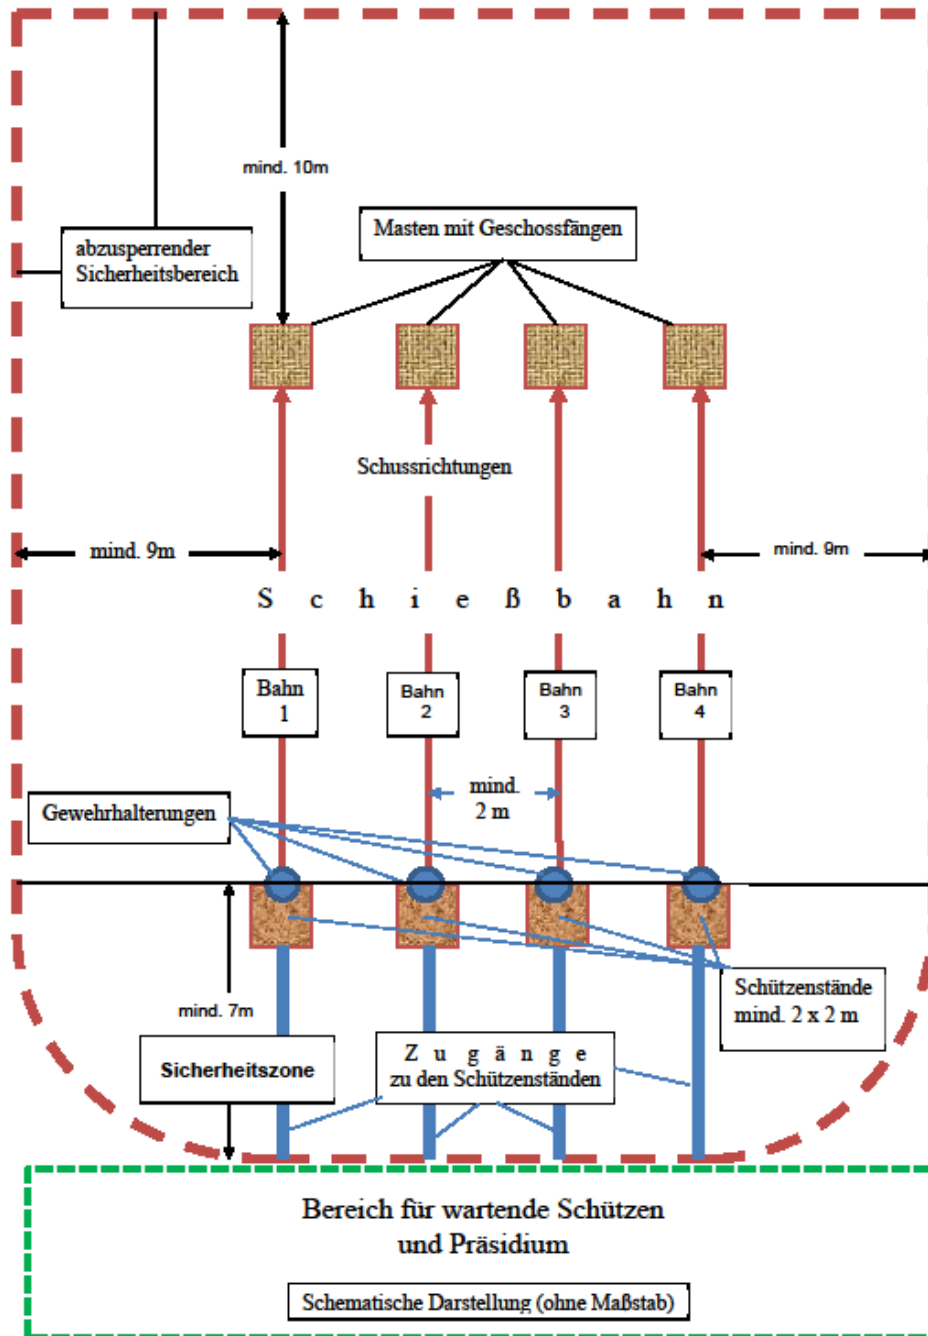 mind. 10m
Masten mit Geschossfängen
abzusperrender
Sicherheitsbereich
Schussrichtungen
mind. 9m
mind. 9m
S c h i e ß b a h n
Bahn
1
Bahn
2
Bahn
3
Bahn
4
mind.
2 m
Gewehrhalterungen
mind. 7m
Schützenstände
mind. 2 x 2 m
Sicherheitszone
Z u g ä n g e
zu den Schützenständen
Bereich für wartende Schützen
und Präsidium
Schematische Darstellung (ohne Maßstab)